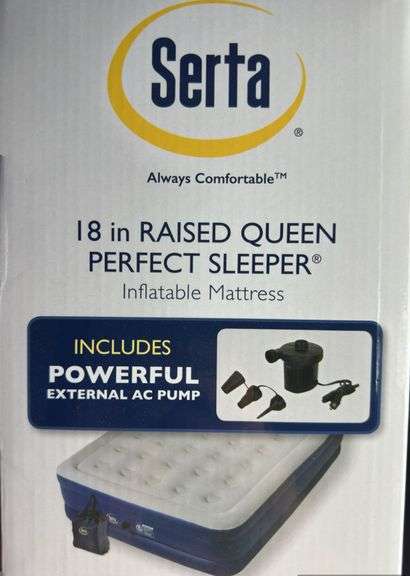 Serta®
Always Comfortable™
18 in RAISED QUEEN
PERFECT SLEEPER®
Inflatable Mattress
INCLUDES
POWERFUL
EXTERNAL AC PUMP